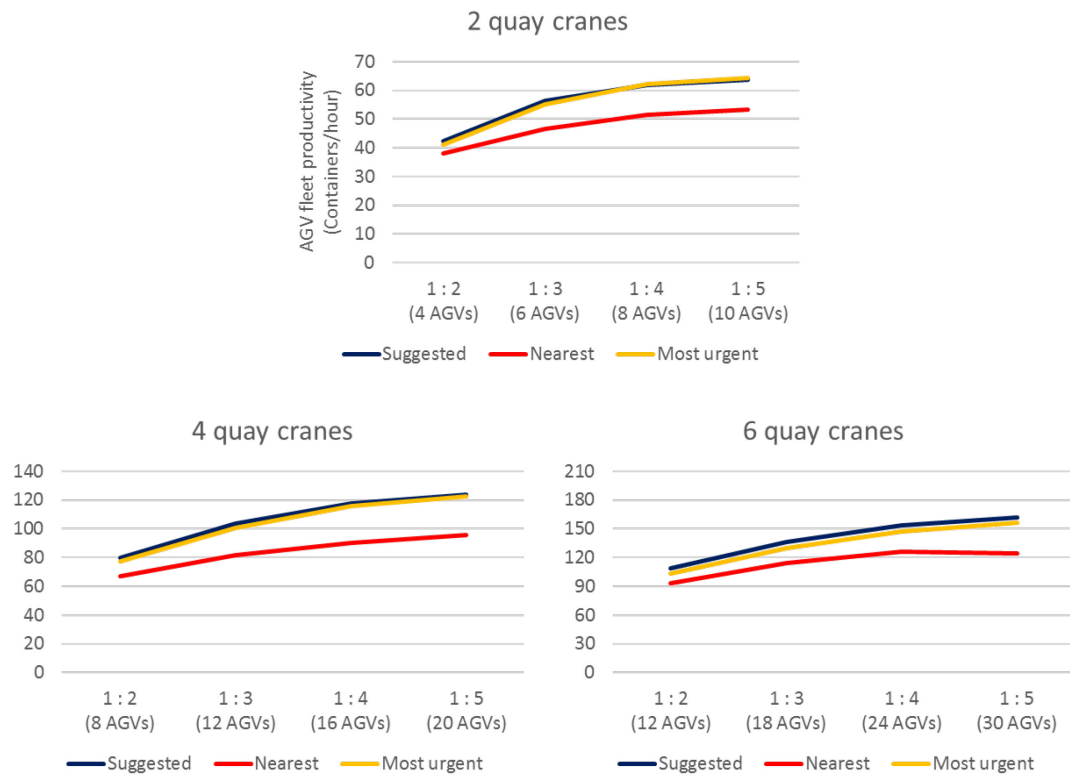 2 quay cranes
AGV fleet productivity
(Containers/hour)
70
60
50
40
30
20
10
0
1 : 2
(4 AGVs)
1 : 3
(6 AGVs)
1 : 4
(8 AGVs)
1 : 5
(10 AGVs)
Suggested
Nearest
Most urgent
4 quay cranes
140
120
100
80
60
40
20
0
1 : 2
(8 AGVs)
1 : 3
(12 AGVs)
1 : 4
(16 AGVs)
1 : 5
(20 AGVs)
Suggested
Nearest
Most urgent
6 quay cranes
210
180
150
120
90
60
30
0
1 : 2
(12 AGVs)
1 : 3
(18 AGVs)
1 : 4
(24 AGVs)
1 : 5
(30 AGVs)
Suggested
Nearest
Most urgent